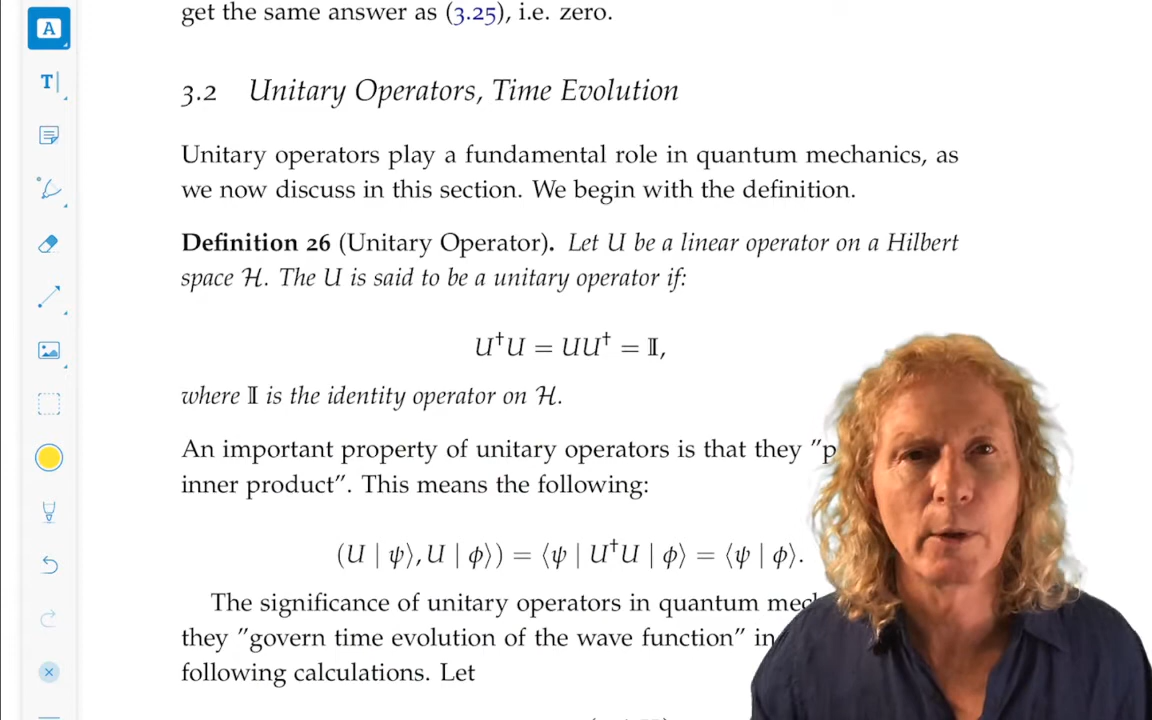 A
T
get the same answer as (3.25), i.e. zero.
3.2 Unitary Operators, Time Evolution
Unitary operators play a fundamental role in quantum mechanics, as
we now discuss in this section. We begin with the definition.
Definition 26 (Unitary Operator). Let U be a linear operator on a Hilbert
space ℋ. The U is said to be a unitary operator if:
U†U = UU† = 𝕀,
where 𝕀 is the identity operator on ℋ.
An important property of unitary operators is that they ”p
inner product”. This means the following:
(U | ψ⟩, U | ϕ⟩) = ⟨ψ | U†U | ϕ⟩ = ⟨ψ | ϕ⟩.
The significance of unitary operators in quantum mec
they ”govern time evolution of the wave function” in
following calculations. Let